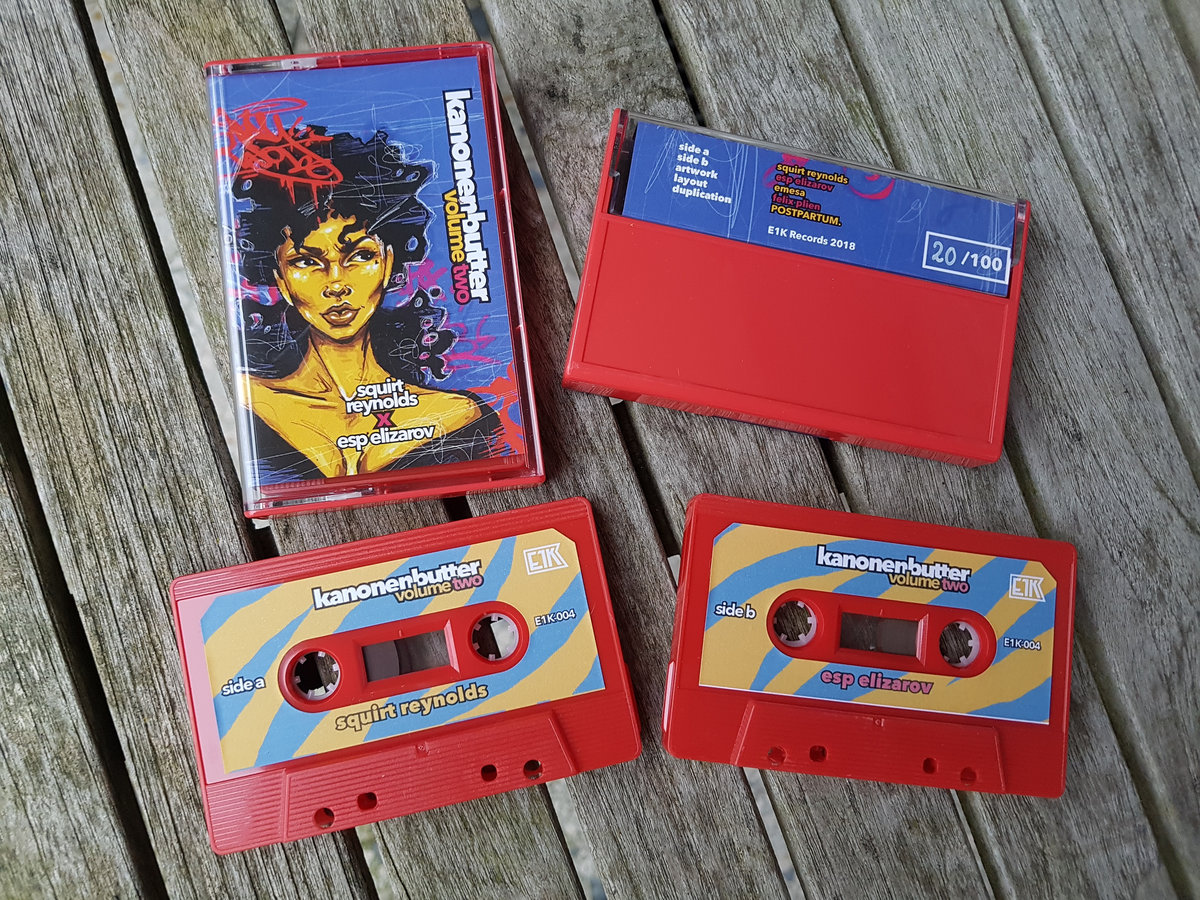 kanonenbutter
volume two
squirt
reynolds
x
esp elizarov
side a
side b
artwork
layout
duplication
squirt reynolds
esp elizarov
emesa
felix plien
POSTPARTUM.
E1K Records 2018
20/100
kanonenbutter
volume two
E1K
E1K-004
side a
squirt reynolds
kanonenbutter
volume two
E1K
side b
E1K-004
esp elizarov